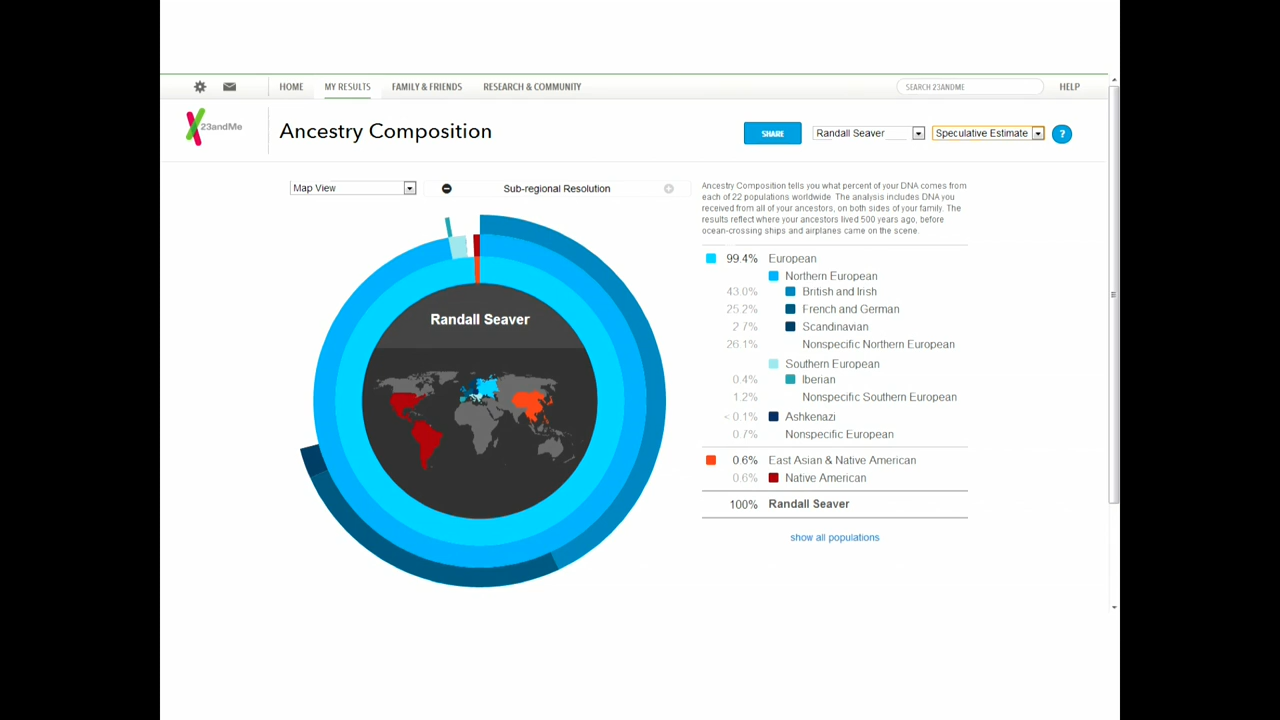 HOME MY RESULTS FAMILY & FRIENDS RESEARCH & COMMUNITY SEARCH 23ANDME HELP
23andMe
Ancestry Composition SHARE Randall Seaver Speculative Estimate ?
Map View Sub-regional Resolution
Ancestry Composition tells you what percent of your DNA comes from
each of 22 populations worldwide. The analysis includes DNA you
received from all of your ancestors, on both sides of your family. The
results reflect where your ancestors lived 500 years ago, before
ocean-crossing ships and airplanes came on the scene.
Randall Seaver
99.4% European
Northern European
43.0% British and Irish
25.2% French and German
2.7% Scandinavian
26.1% Nonspecific Northern European
Southern European
0.4% Iberian
1.2% Nonspecific Southern European
< 0.1% Ashkenazi
0.7% Nonspecific European
0.6% East Asian & Native American
0.6% Native American
100% Randall Seaver
show all populations